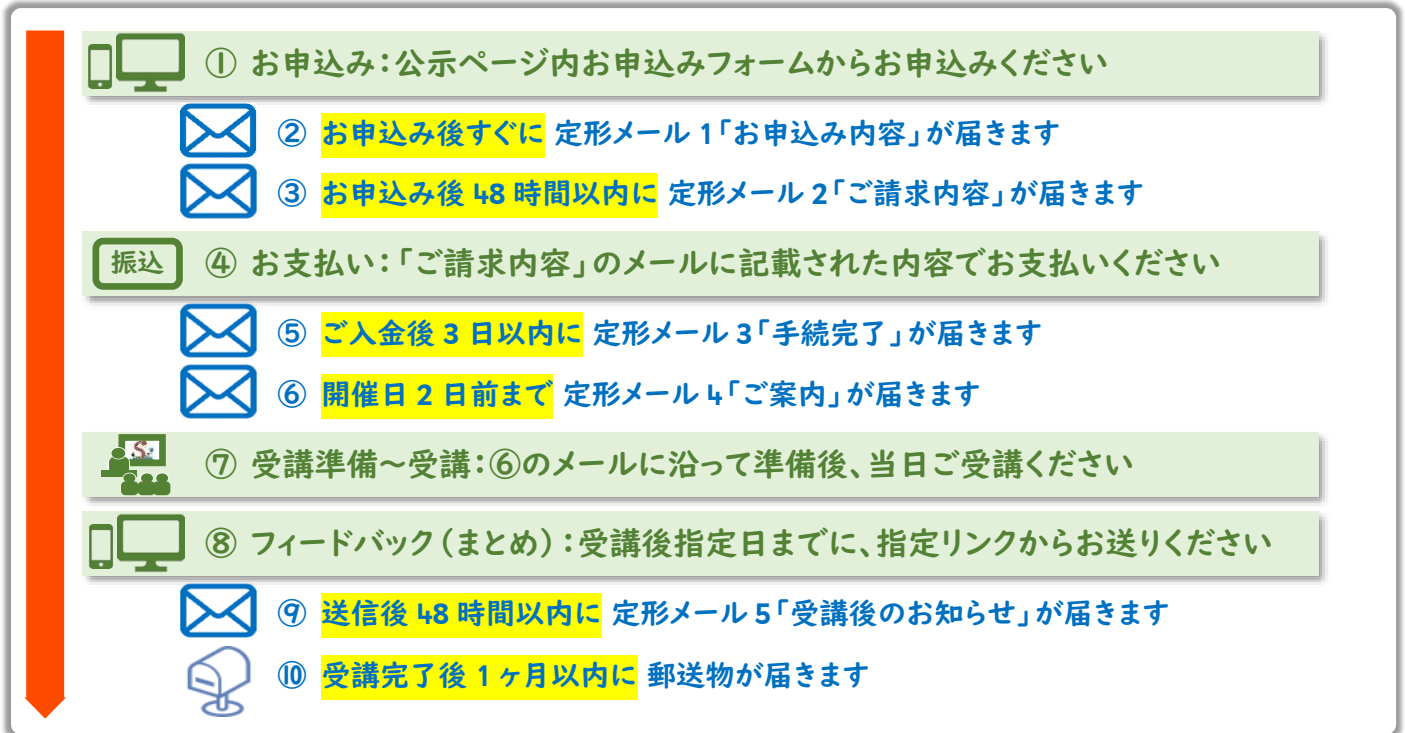 ① お申込み：公示ページ内お申込みフォームからお申込みください
② お申込み後すぐに 定形メール 1「お申込み内容」が届きます
③ お申込み後 48 時間以内に 定形メール 2「ご請求内容」が届きます
振込 ④ お支払い：「ご請求内容」のメールに記載された内容でお支払いください
⑤ ご入金後 3 日以内に 定形メール 3「手続完了」が届きます
⑥ 開催日 2 日前まで 定形メール 4「ご案内」が届きます
⑦ 受講準備～受講：⑥のメールに沿って準備後、当日ご受講ください
⑧ フィードバック（まとめ）：受講後指定日までに、指定リンクからお送りください
⑨ 送信後 48 時間以内に 定形メール 5「受講後のお知らせ」が届きます
⑩ 受講完了後 1 ヶ月以内に 郵送物が届きます